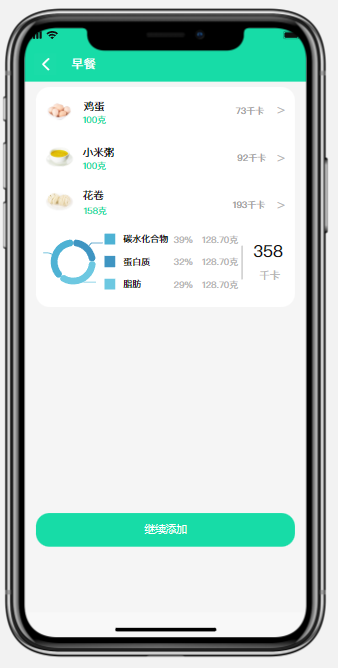 早餐
鸡蛋
100克
73千卡
小米粥
100克
92千卡
花卷
158克
193千卡
碳水化合物 39% 128.70克
蛋白质 32% 128.70克
脂肪 29% 128.70克
358
千卡
继续添加